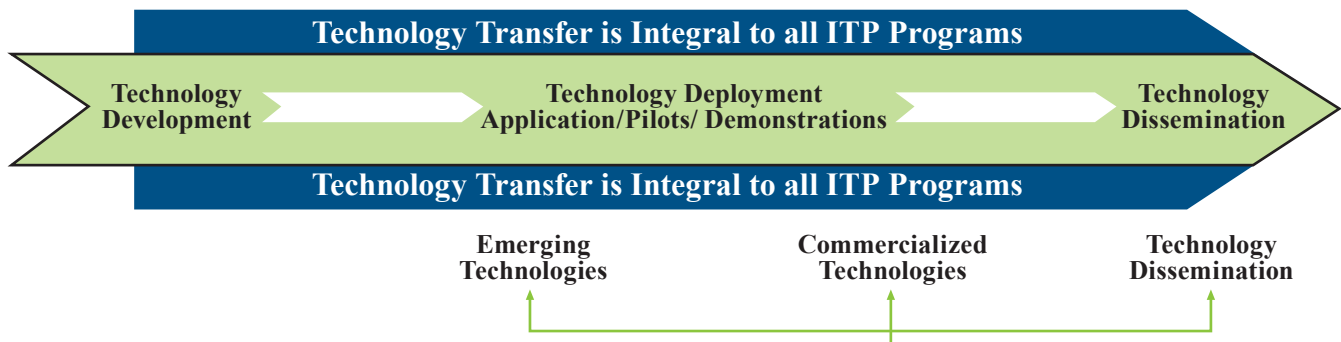 Technology Transfer is Integral to all ITP Programs
Technology
Development
Technology Deployment
Application/Pilots/ Demonstrations
Technology
Dissemination
Technology Transfer is Integral to all ITP Programs
Emerging
Technologies
Commercialized
Technologies
Technology
Dissemination